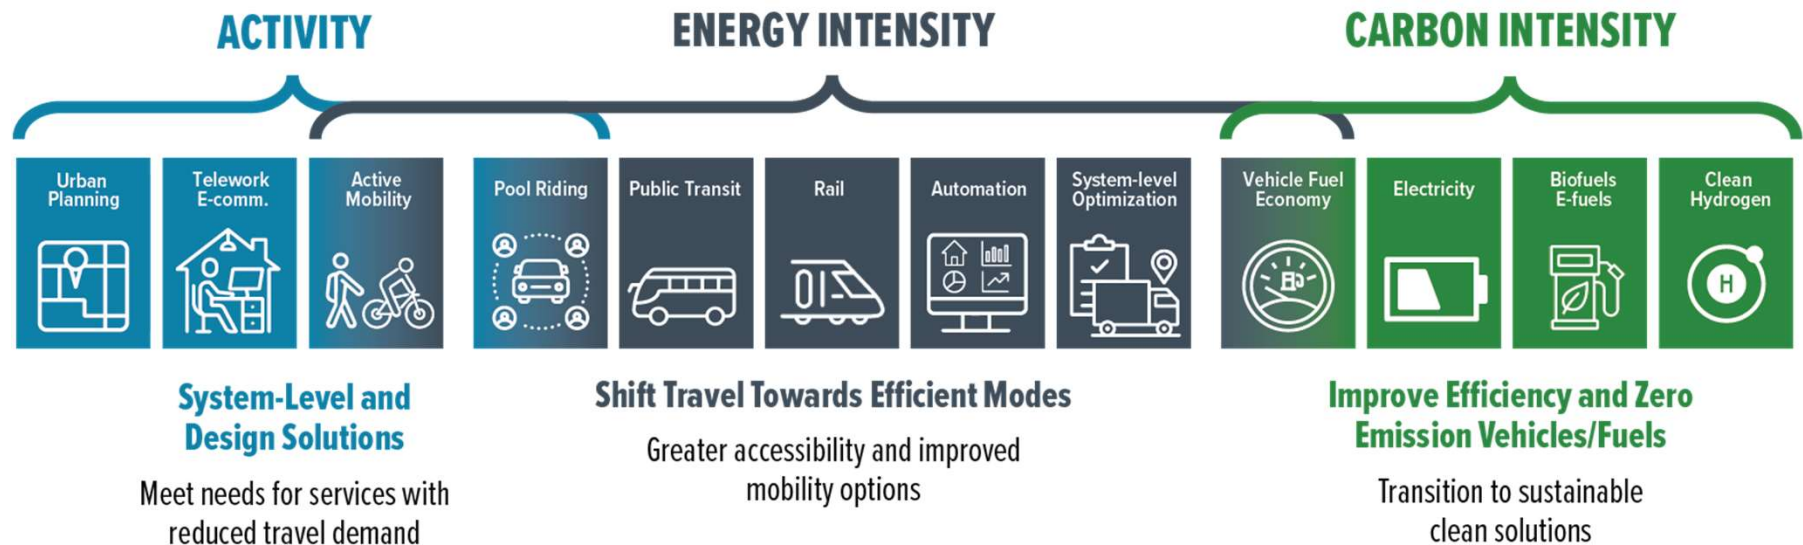 ACTIVITY
ENERGY INTENSITY
CARBON INTENSITY
Urban
Planning
Telework
E-comm.
Active
Mobility
Pool Riding
Public Transit
Rail
Automation
System-level
Optimization
Vehicle Fuel
Economy
Electricity
Biofuels
E-fuels
Clean
Hydrogen
H
System-Level and
Design Solutions
Meet needs for services with
reduced travel demand
Shift Travel Towards Efficient Modes
Greater accessibility and improved
mobility options
Improve Efficiency and Zero
Emission Vehicles/Fuels
Transition to sustainable
clean solutions